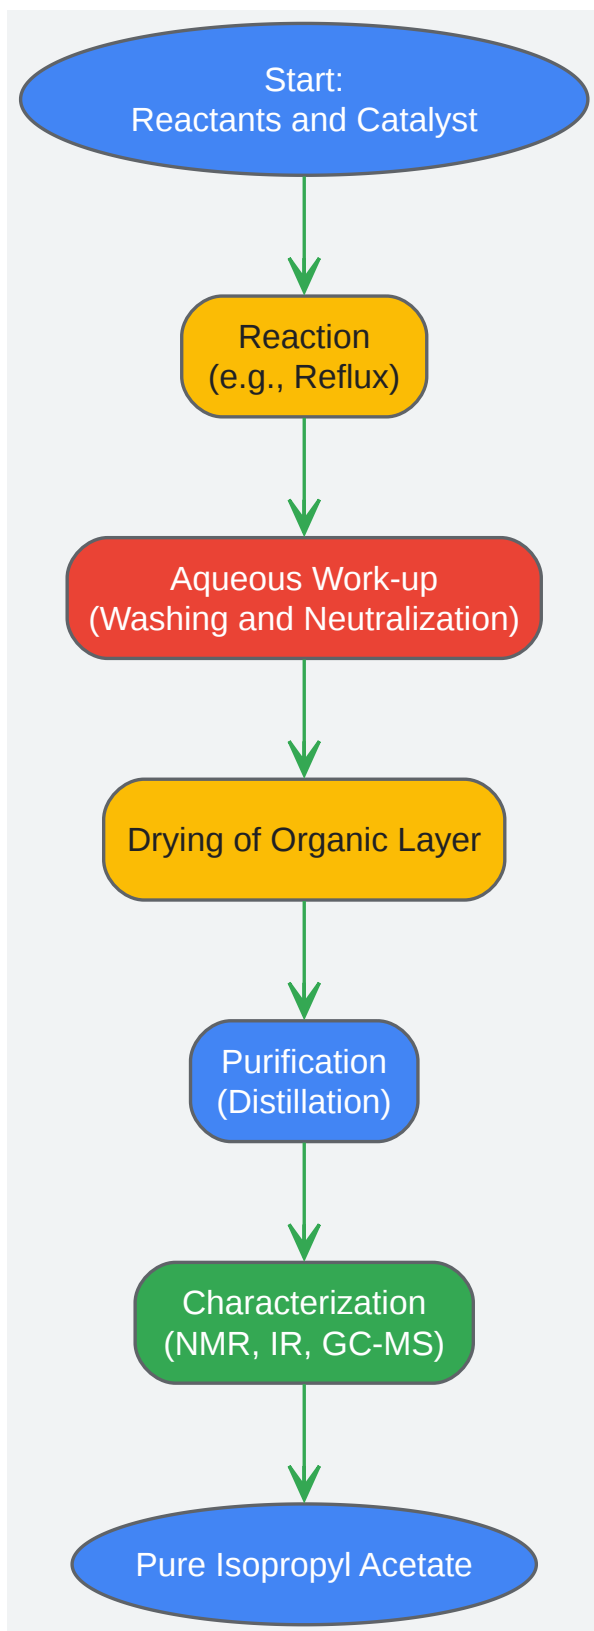 Start:
Reactants and Catalyst
Reaction
(e.g., Reflux)
Aqueous Work-up
(Washing and Neutralization)
Drying of Organic Layer
Purification
(Distillation)
Characterization
(NMR, IR, GC-MS)
Pure Isopropyl Acetate